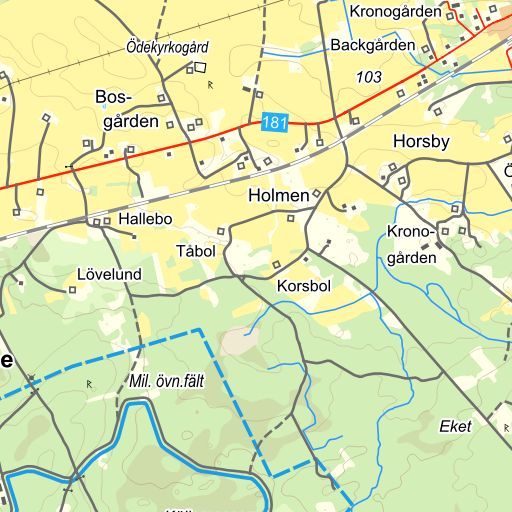 Kronogården
Ödekyrkogård
Backgården
103
Bos-
gården
181
Horsby
Holmen
Hallebo
Krono-
gården
Tåbol
Lövelund
Korsbol
Mil. övn.fält
Eket